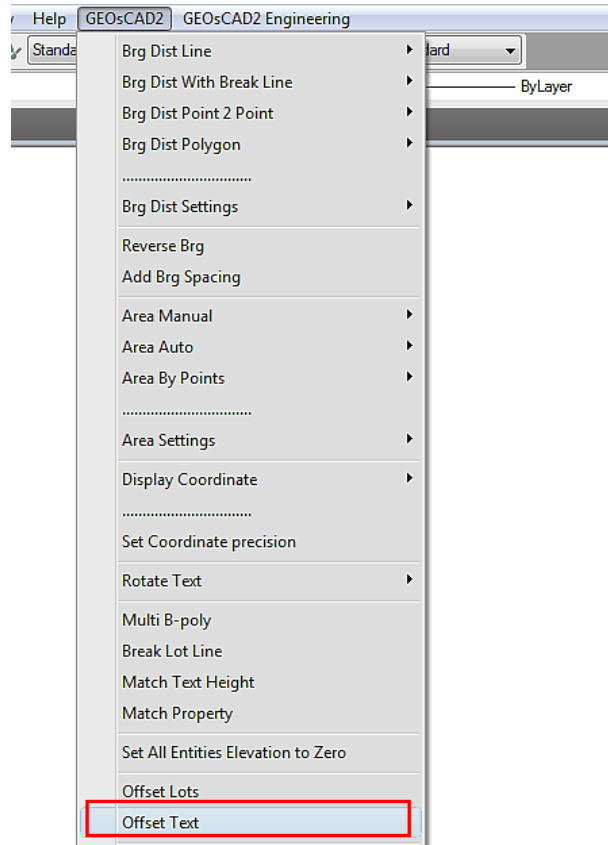 Help GEOsCAD2 GEOsCAD2 Engineering
Standa dard
Brg Dist Line
Brg Dist With Break Line
ByLayer
Brg Dist Point 2 Point
Brg Dist Polygon
................................
Brg Dist Settings
Reverse Brg
Add Brg Spacing
Area Manual
Area Auto
Area By Points
................................
Area Settings
Display Coordinate
................................
Set Coordinate precision
Rotate Text
Multi B-poly
Break Lot Line
Match Text Height
Match Property
Set All Entities Elevation to Zero
Offset Lots
Offset Text